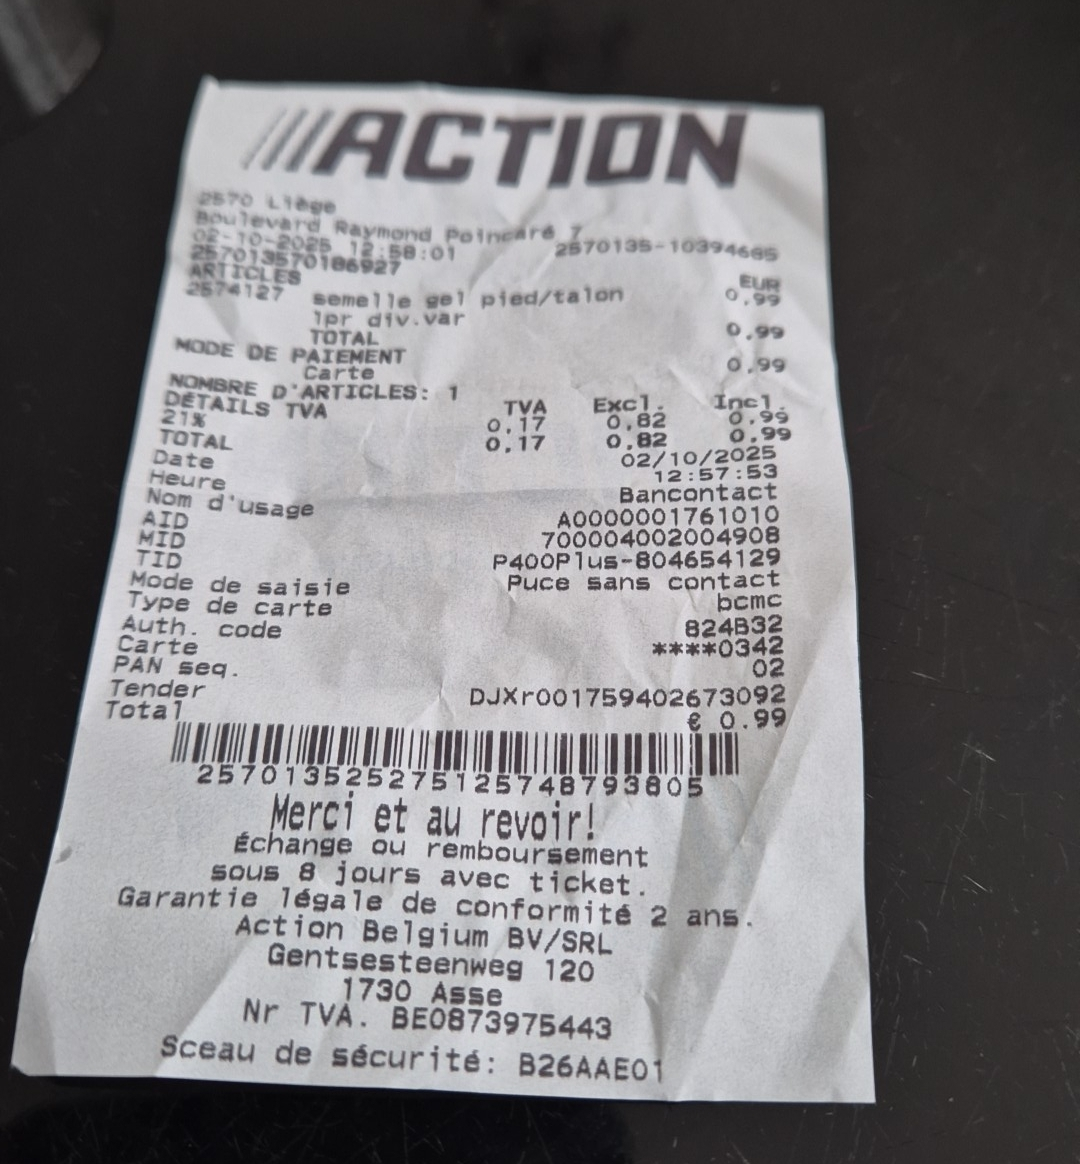 ///ACTION
2570 Liège
Boulevard Raymond Poincaré 7
02-10-2025 12:58:01 2570135-10394685
257013570186927
ARTICLES EUR
2574127 semelle gel pied/talon 0,99
1pr div.var
TOTAL 0,99
MODE DE PAIEMENT
Carte 0,99
NOMBRE D'ARTICLES: 1
DÉTAILS TVA TVA Excl. Incl.
21% 0,17 0,82 0,99
TOTAL 0,17 0,82 0,99
Date 02/10/2025
Heure 12:57:53
Nom d'usage Bancontact
AID A0000001761010
MID 700004002004908
TID P400Plus-804654129
Mode de saisie Puce sans contact
Type de carte bcmc
Auth. code 824B32
Carte ****0342
PAN seq. 02
Tender DJXr001759402673092
Total € 0.99
257013525275125748793805
Merci et au revoir!
Échange ou remboursement
sous 8 jours avec ticket.
Garantie légale de conformité 2 ans.
Action Belgium BV/SRL
Gentsesteenweg 120
1730 Asse
Nr TVA. BE0873975443
Sceau de sécurité: B26AAE01